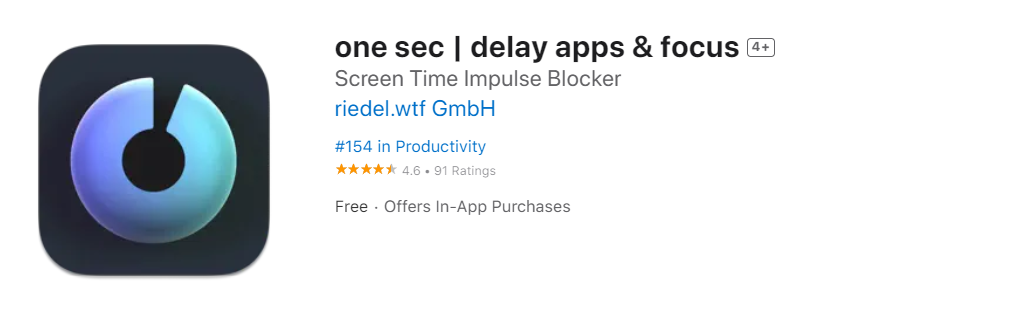 one sec | delay apps & focus 4+
Screen Time Impulse Blocker
riedel.wtf GmbH
#154 in Productivity
★★★★★ 4.6 • 91 Ratings
Free · Offers In-App Purchases